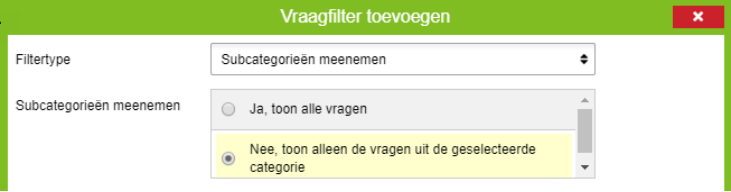 Vraagfilter toevoegen
Filtertype
Subcategorieën meenemen
Subcategorieën meenemen
Ja, toon alle vragen
Nee, toon alleen de vragen uit de geselecteerde
categorie